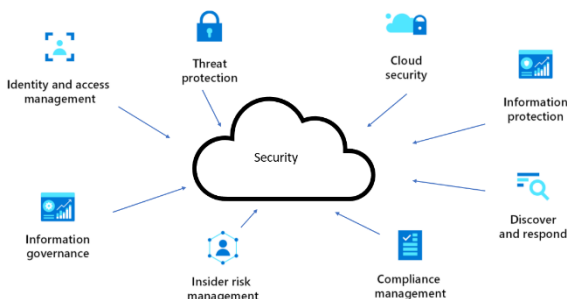 Threat
protection
Cloud
security
Identity and access
management
Information
protection
Security
Information
governance
Discover
and respond
Insider risk
management
Compliance
management